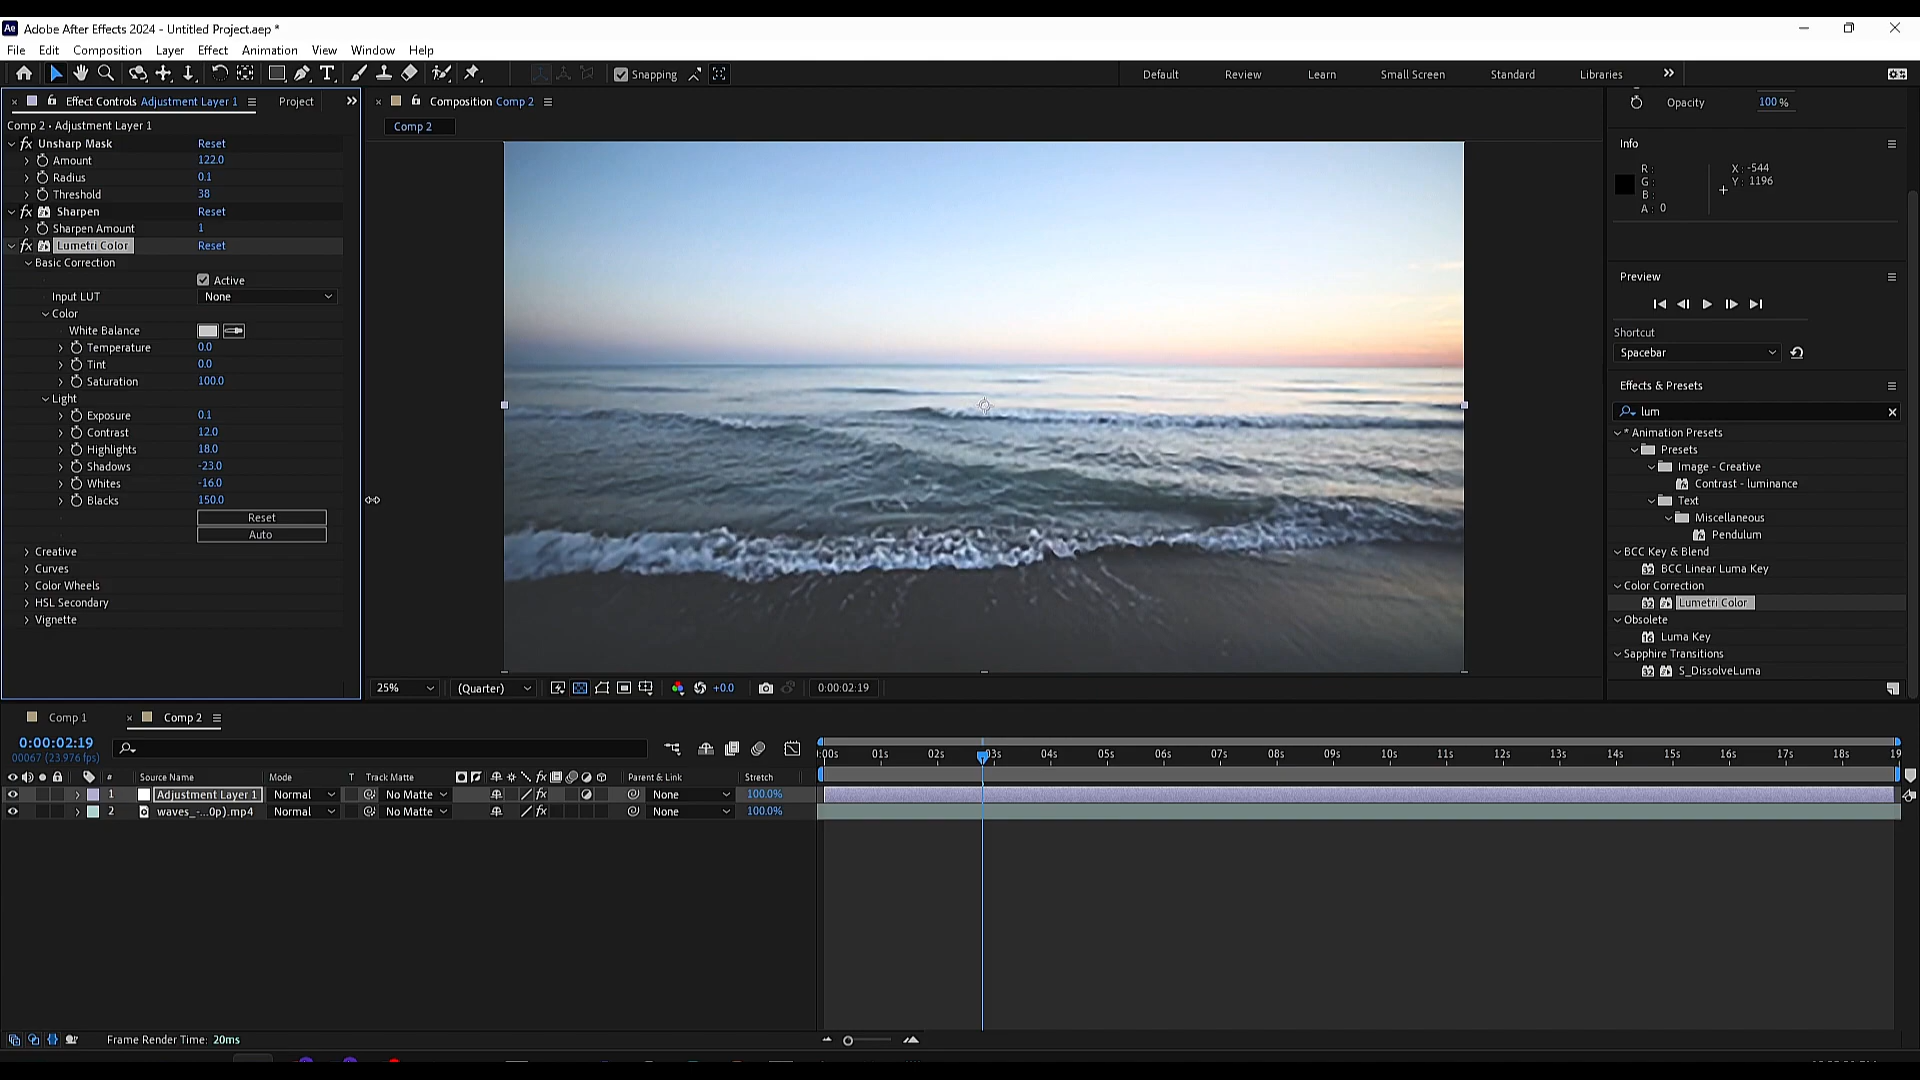 Adobe After Effects 2024 - Untitled Project.aep *
File Edit Composition Layer Effect Animation View Window Help
Snapping
Default Review Learn Small Screen Standard Libraries
Effect Controls Adjustment Layer 1
Project
Composition Comp 2
Comp 2
Comp 2 • Adjustment Layer 1
fx Unsharp Mask Reset
Amount 122.0
Radius 0.1
Threshold 38
fx Sharpen Reset
Sharpen Amount 1
fx Lumetri Color Reset
Basic Correction
Active
Input LUT None
Color
White Balance
Temperature 0.0
Tint 0.0
Saturation 100.0
Light
Exposure 0.1
Contrast 12.0
Highlights 18.0
Shadows -23.0
Whites -16.0
Blacks 150.0
Reset
Auto
Creative
Curves
Color Wheels
HSL Secondary
Vignette
25% (Quarter) +0.0 0:00:02:19
Opacity 100 %
Info
R :
G :
B :
A : 0
X : -544
Y : 1196
Preview
Shortcut
Spacebar
Effects & Presets
lum
* Animation Presets
Presets
Image - Creative
Contrast - luminance
Text
Miscellaneous
Pendulum
BCC Key & Blend
BCC Linear Luma Key
Color Correction
Lumetri Color
Obsolete
Luma Key
Sapphire Transitions
S_DissolveLuma
Comp 1
Comp 2
0:00:02:19
00067 (23.976 fps)
:00s 01s 02s 03s 04s 05s 06s 07s 08s 09s 10s 11s 12s 13s 14s 15s 16s 17s 18s 19
# Source Name Mode T Track Matte fx Parent & Link Stretch
1 Adjustment Layer 1 Normal No Matte fx None 100.0%
2 waves_-...0p).mp4 Normal No Matte fx None 100.0%
Frame Render Time: 20ms